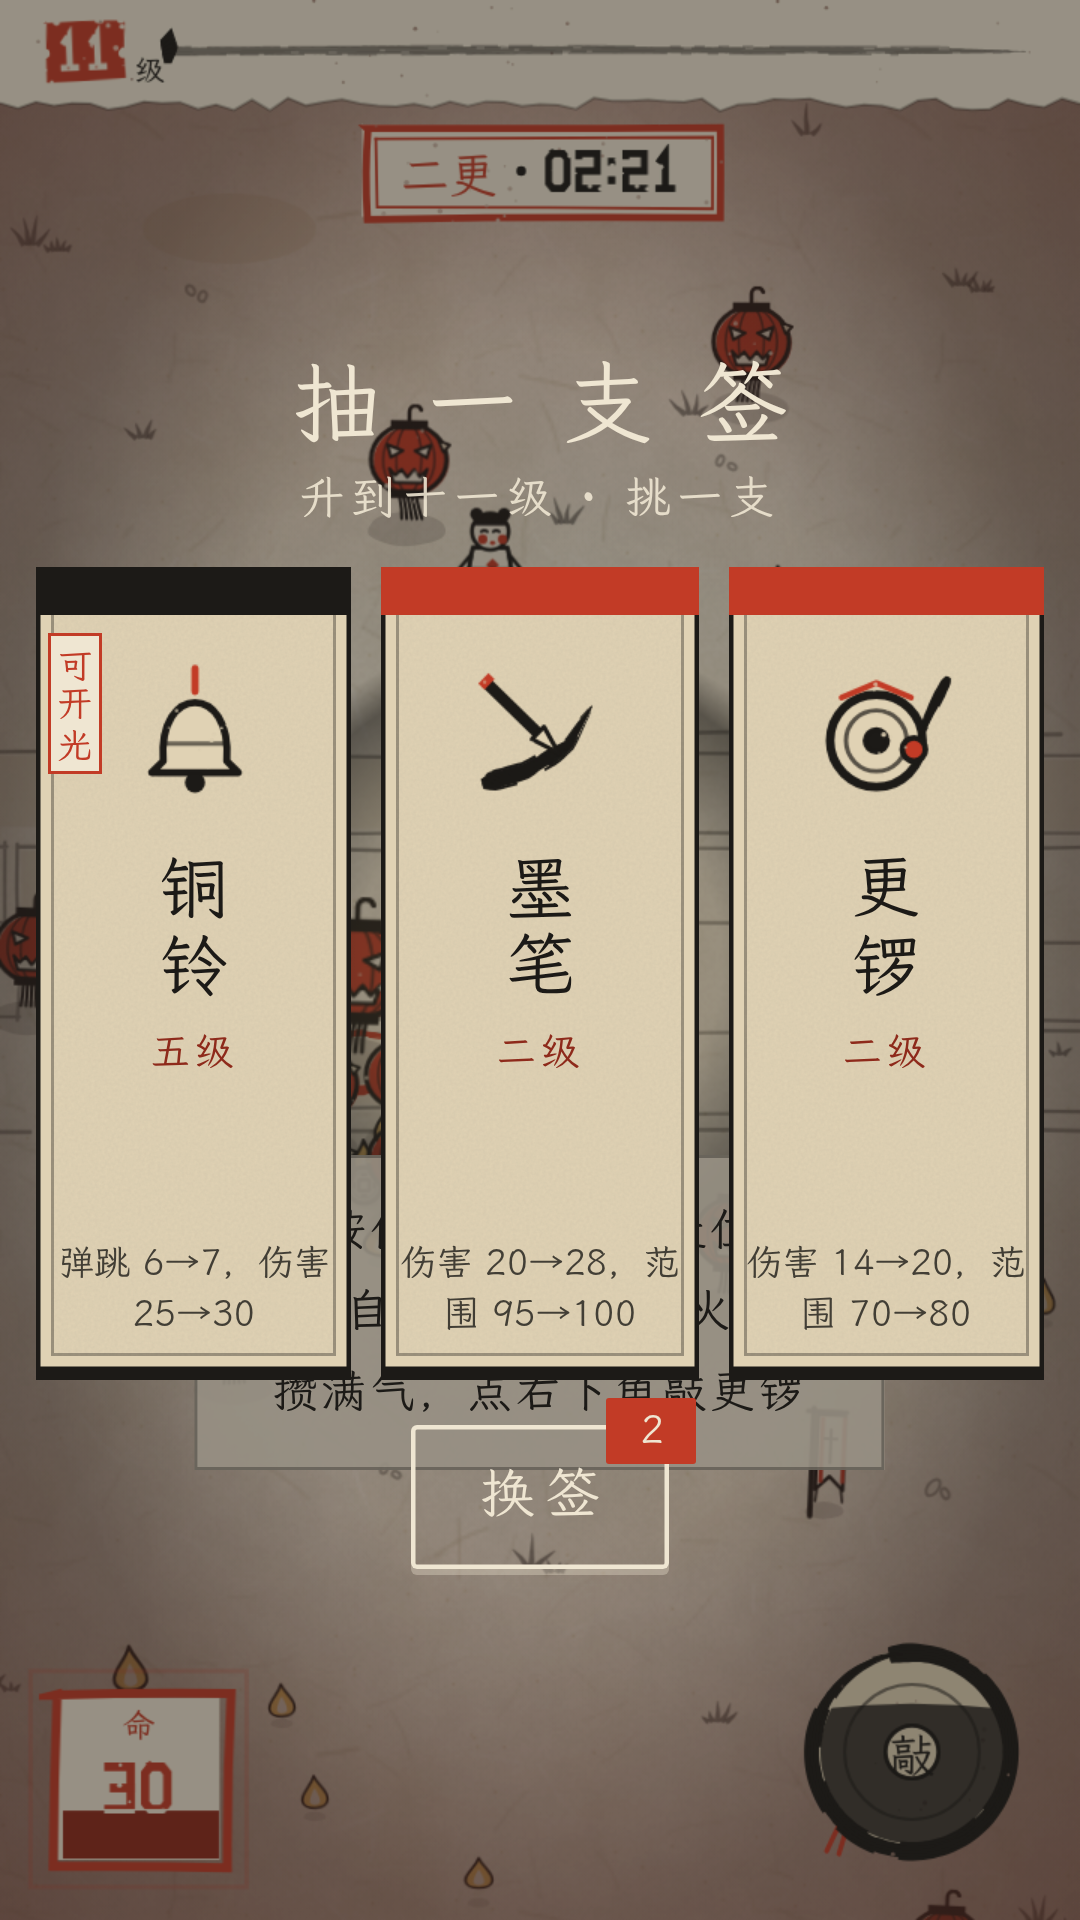 11 级
二更·02:21
抽一支签
升到十一级·挑一支
可开光
铜铃
五级
弹跳 6→7，伤害
25→30
墨笔
二级
伤害 20→28，范
围 95→100
更锣
二级
伤害 14→20，范
围 70→80
自
火
攒满气，点右下角敲更锣
2
换签
命
30
敲